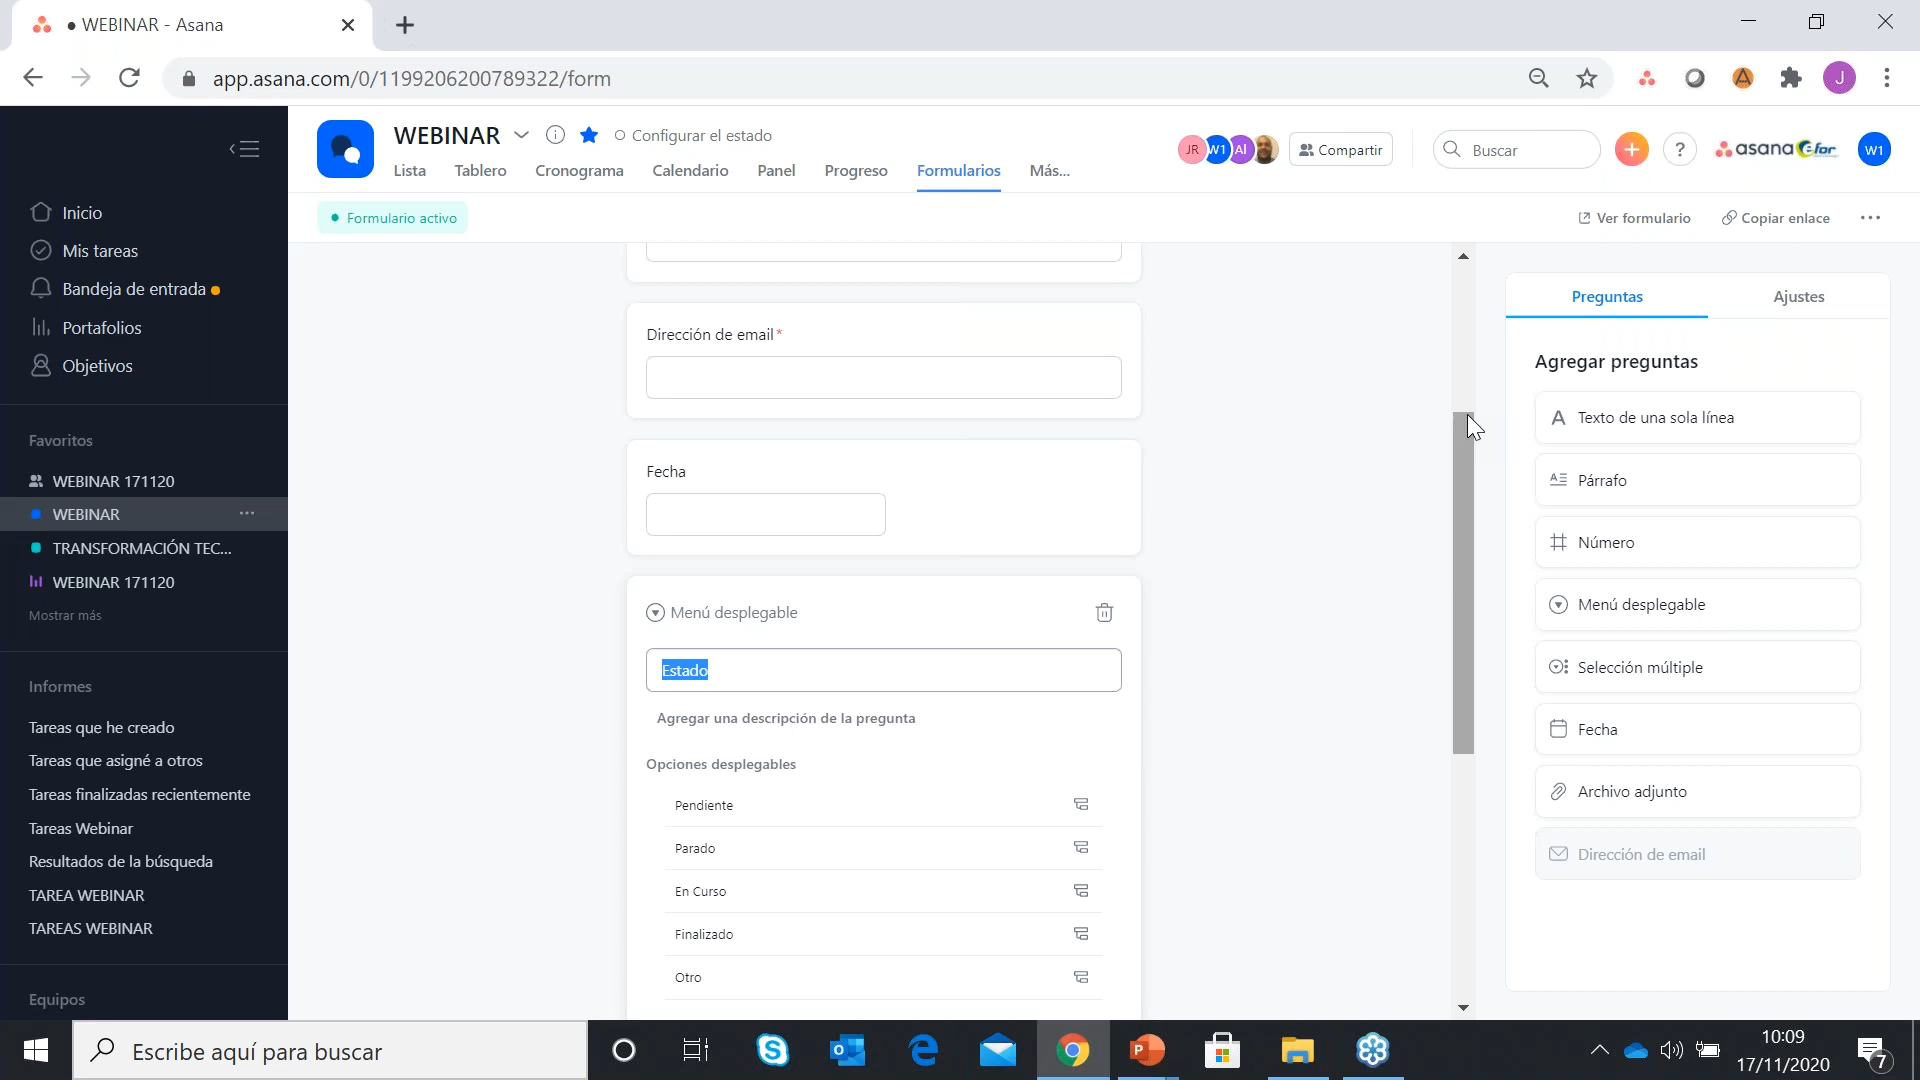 ● WEBINAR - Asana
app.asana.com/0/1199206200789322/form
J
WEBINAR
Configurar el estado
JR
W1
AI
Compartir
Buscar
+
?
asana efor
W1
Lista
Tablero
Cronograma
Calendario
Panel
Progreso
Formularios
Más...
Formulario activo
Ver formulario
Copiar enlace
Inicio
Mis tareas
Bandeja de entrada
Portafolios
Objetivos
Favoritos
WEBINAR 171120
WEBINAR
TRANSFORMACIÓN TEC...
WEBINAR 171120
Mostrar más
Informes
Tareas que he creado
Tareas que asigné a otros
Tareas finalizadas recientemente
Tareas Webinar
Resultados de la búsqueda
TAREA WEBINAR
TAREAS WEBINAR
Equipos
Dirección de email*
Fecha
Menú desplegable
Estado
Agregar una descripción de la pregunta
Opciones desplegables
Pendiente
Parado
En Curso
Finalizado
Otro
Preguntas
Ajustes
Agregar preguntas
Texto de una sola línea
Párrafo
Número
Menú desplegable
Selección múltiple
Fecha
Archivo adjunto
Dirección de email
Escribe aquí para buscar
10:09
17/11/2020
7